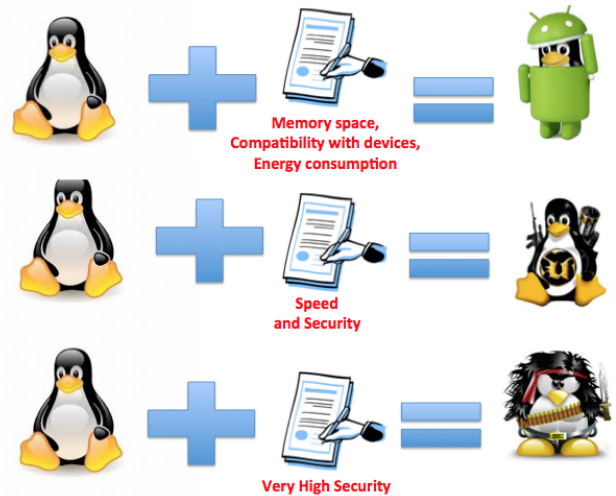 Memory space,
Compatibility with devices,
Energy consumption
Speed
and Security
Very High Security